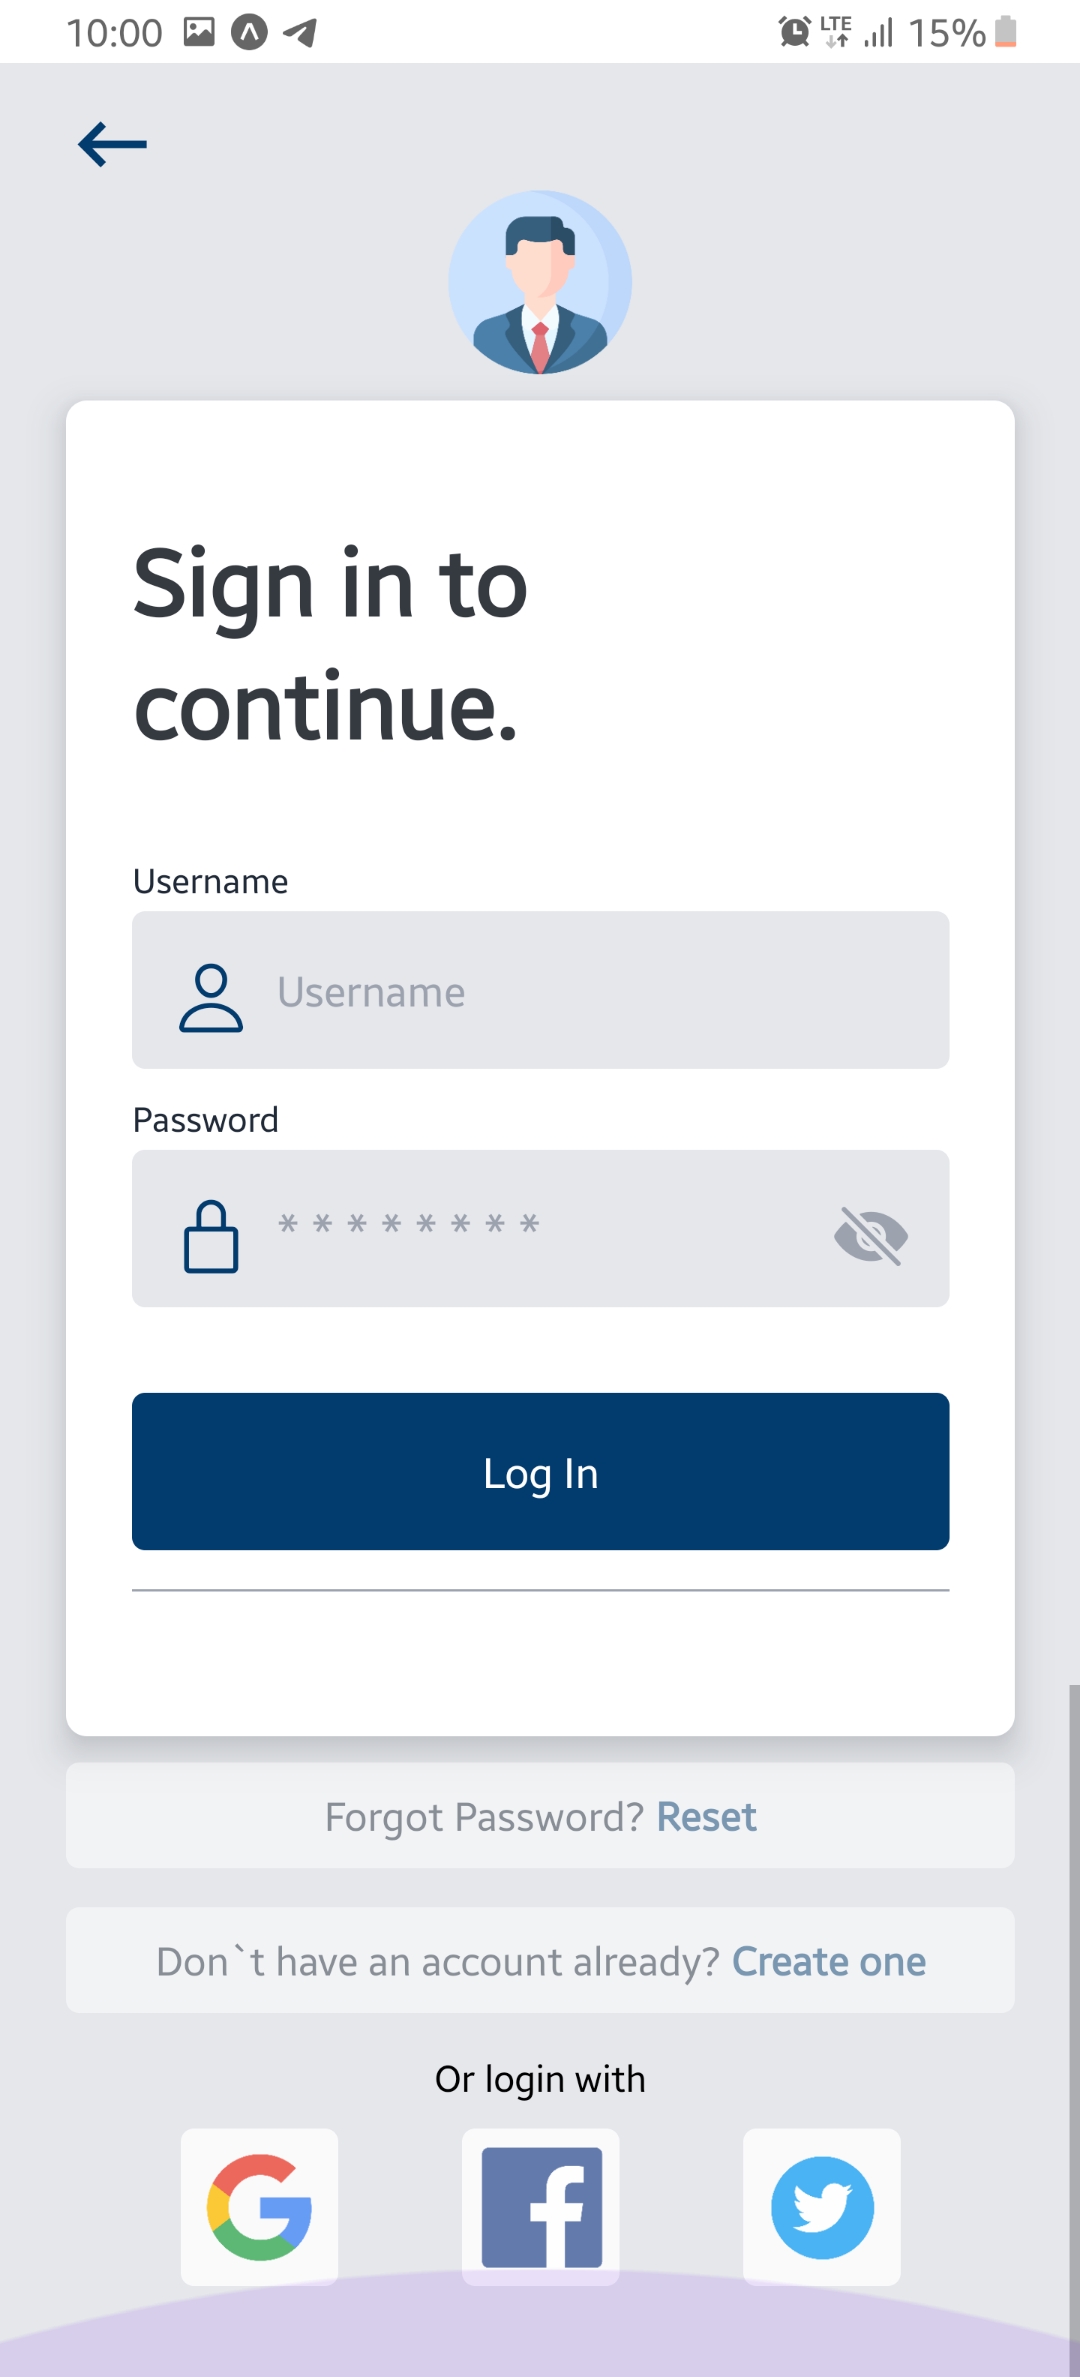 10:00 LTE 15%
Sign in to
continue.
Username
Username
Password
* * * * * * * *
Log In
Forgot Password? Reset
Don`t have an account already? Create one
Or login with